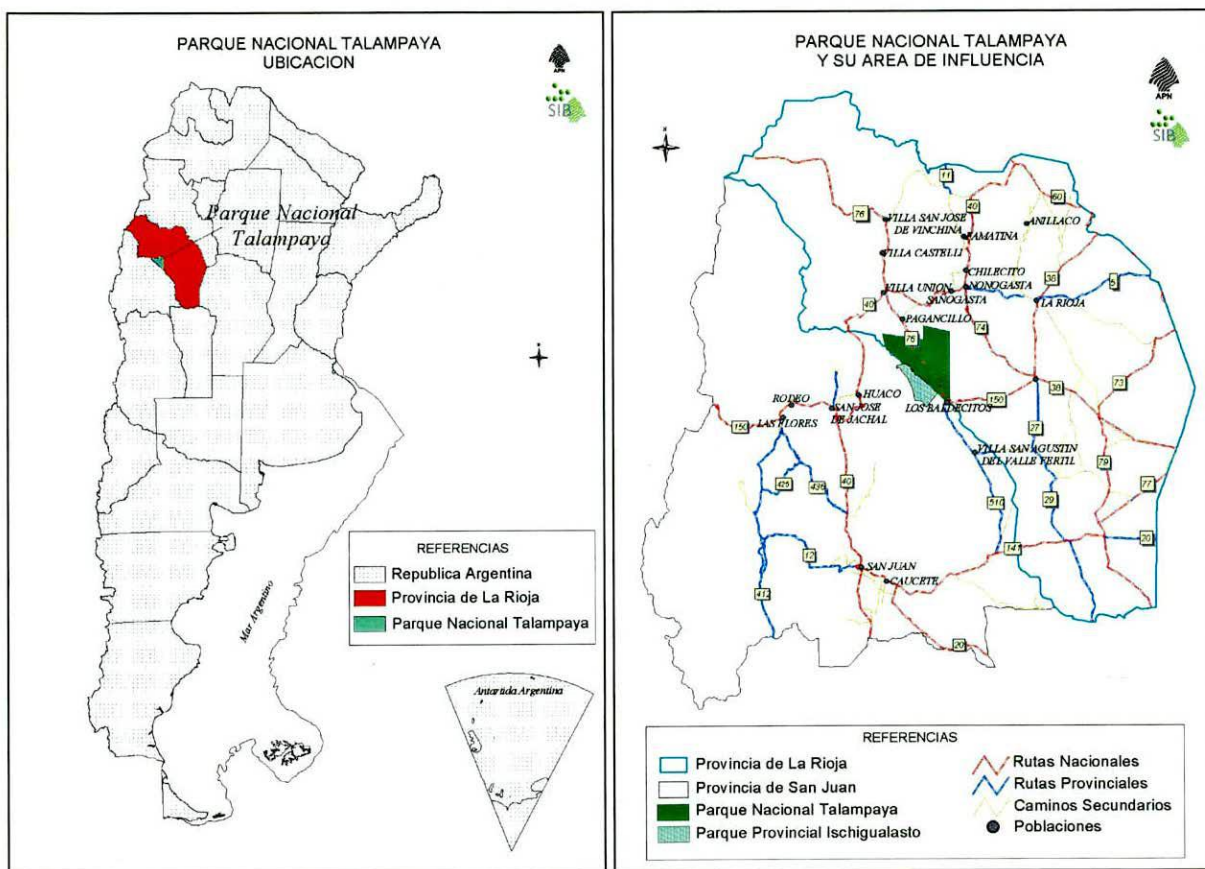 PARQUE NACIONAL TALAMPAYA
UBICACION
APN
SIB
Parque Nacional
Talampaya
Mar Argentino
REFERENCIAS
Republica Argentina
Provincia de La Rioja
Parque Nacional Talampaya
Antartida Argentina
PARQUE NACIONAL TALAMPAYA
Y SU AREA DE INFLUENCIA
APN
SIB
11
60
40
76
VILLA SAN JOSE
DE VINCHINA
ANILLACO
FAMATINA
VILLA CASTELLI
CHILECITO
38
5
NONOGASTA
VILLA UNION
SANOGASTA
LA RIOJA
40
PAGANCILLO
74
76
HUACO
38
73
RODEO
LOS BALDECITOS
150
SAN JOSE
DE JACHAL
LAS FLORES
150
27
VILLA SAN AGUSTIN
DEL VALLE FERTIL
79
77
436
40
510
29
20
12
141
SAN JUAN
CAUCETE
412
20
REFERENCIAS
Provincia de La Rioja
Provincia de San Juan
Parque Nacional Talampaya
Parque Provincial Ischigualasto
Rutas Nacionales
Rutas Provinciales
Caminos Secundarios
Poblaciones